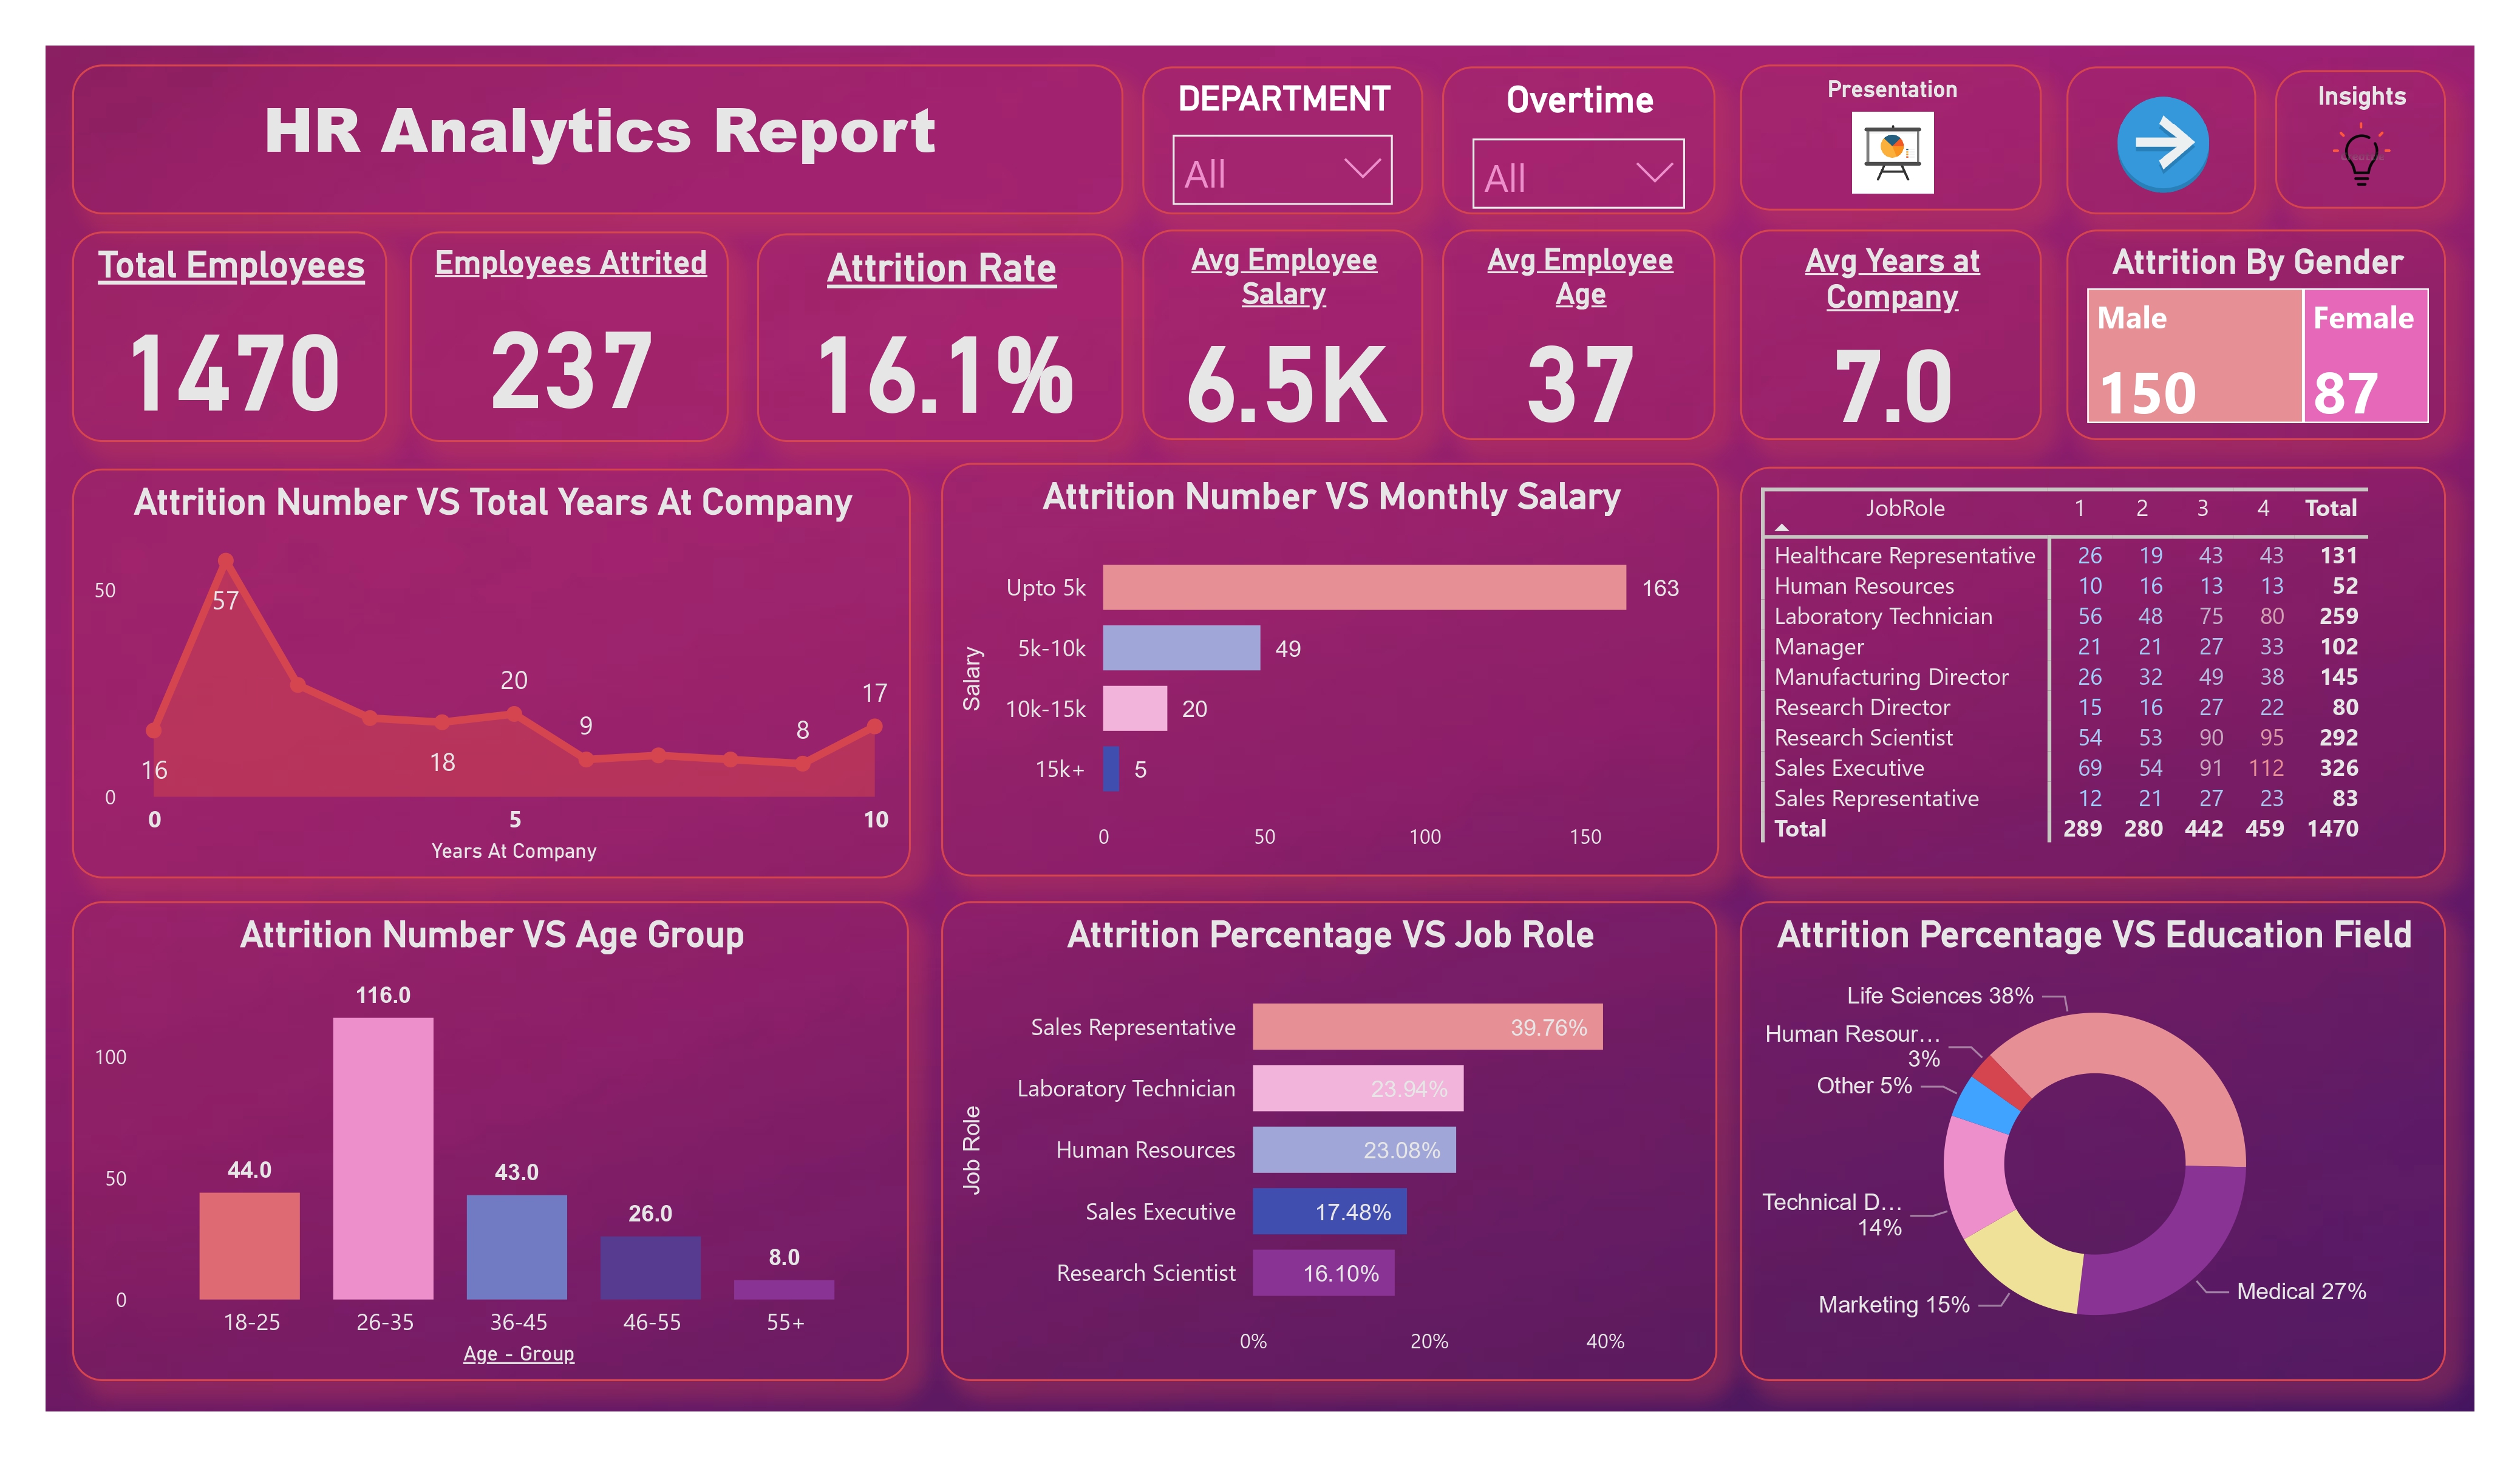 HR Analytics Report
DEPARTMENT
All
Overtime
All
Presentation
Insights
Total Employees
1470
Employees Attrited
237
Attrition Rate
16.1%
Avg Employee
Salary
6.5K
Avg Employee
Age
37
Avg Years at
Company
7.0
Attrition By Gender
Male
150
Female
87
Attrition Number VS Total Years At Company
50
0
57
16
18
20
9
8
17
0 5 10
Years At Company
Attrition Number VS Monthly Salary
Salary
Upto 5k 163
5k-10k 49
10k-15k 20
15k+ 5
0 50 100 150
JobRole 1 2 3 4 Total
Healthcare Representative 26 19 43 43 131
Human Resources 10 16 13 13 52
Laboratory Technician 56 48 75 80 259
Manager 21 21 27 33 102
Manufacturing Director 26 32 49 38 145
Research Director 15 16 27 22 80
Research Scientist 54 53 90 95 292
Sales Executive 69 54 91 112 326
Sales Representative 12 21 27 23 83
Total 289 280 442 459 1470
Attrition Number VS Age Group
100
50
0
44.0
116.0
43.0
26.0
8.0
18-25 26-35 36-45 46-55 55+
Age - Group
Attrition Percentage VS Job Role
Job Role
Sales Representative 39.76%
Laboratory Technician 23.94%
Human Resources 23.08%
Sales Executive 17.48%
Research Scientist 16.10%
0% 20% 40%
Attrition Percentage VS Education Field
Life Sciences 38%
Human Resour...
3%
Other 5%
Technical D...
14%
Marketing 15%
Medical 27%